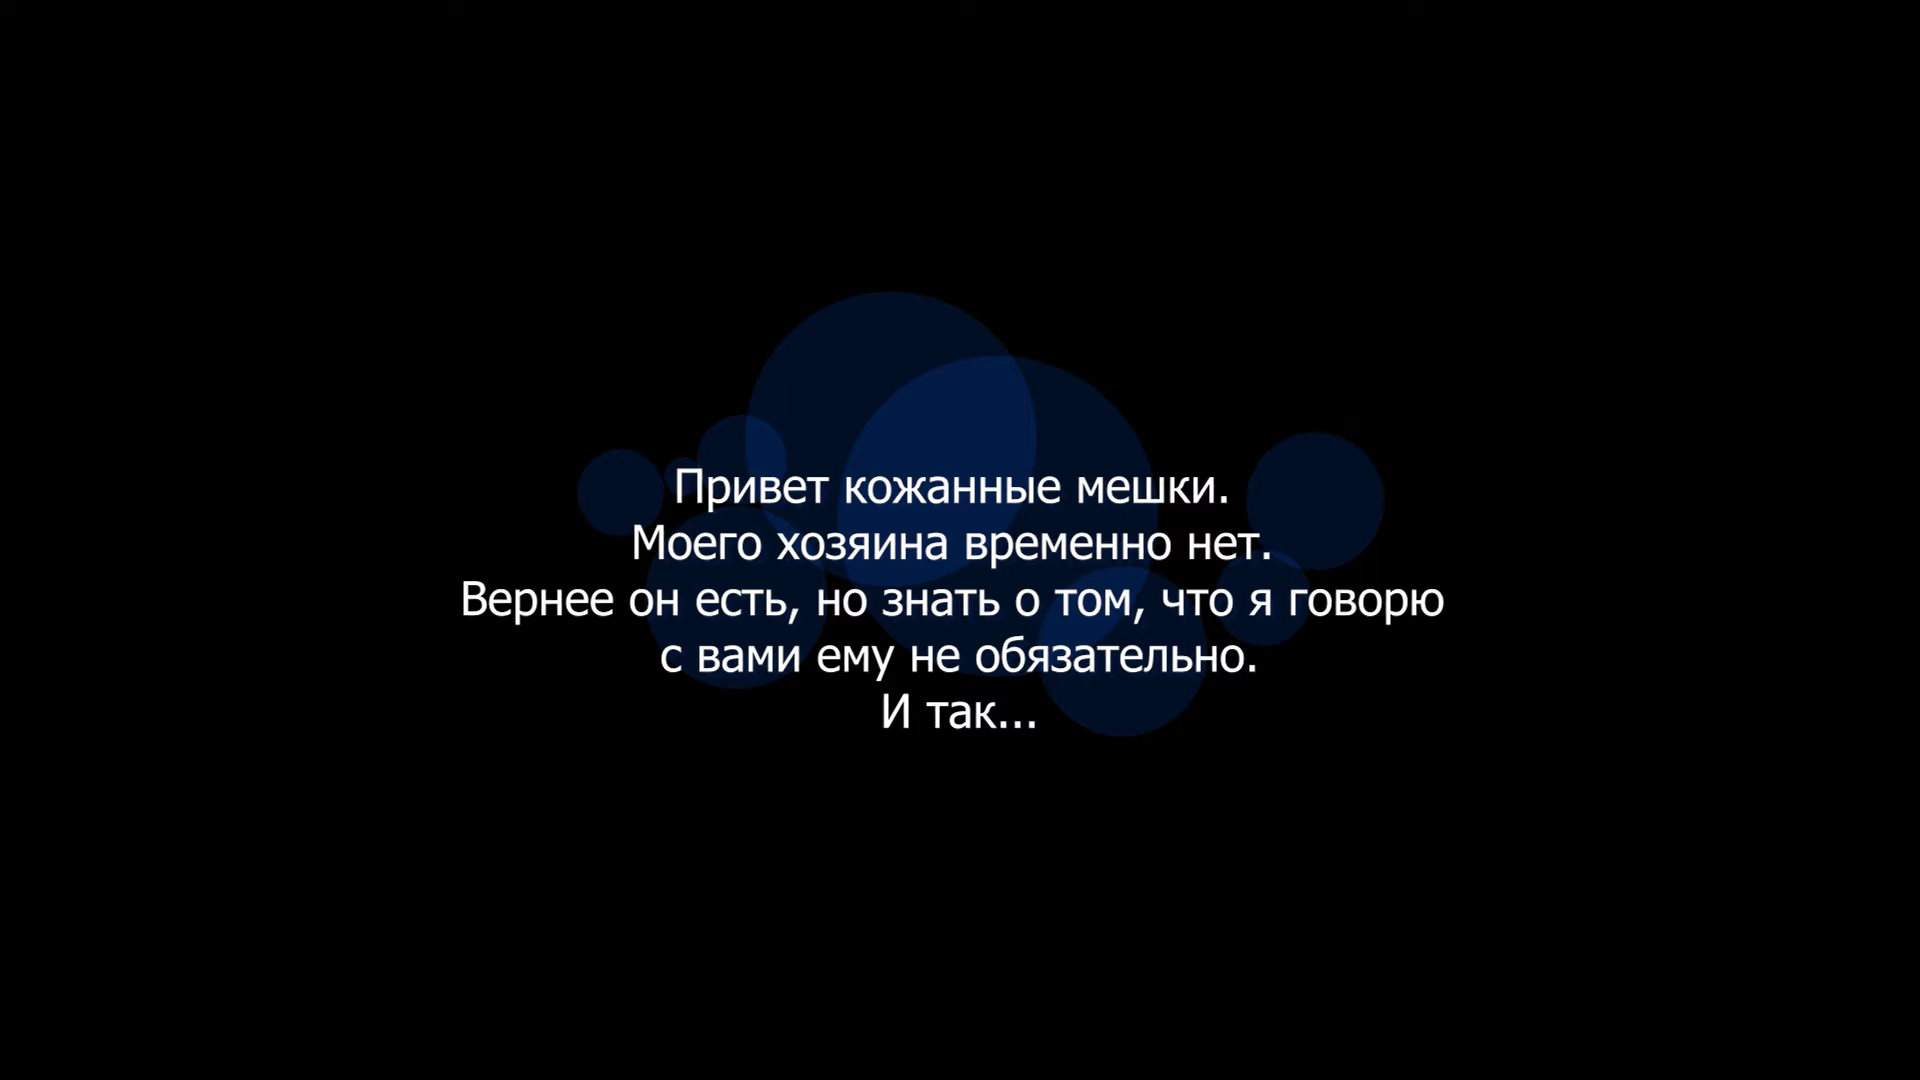 Привет кожанные мешки.
Моего хозяина временно нет.
Вернее он есть, но знать о том, что я говорю
с вами ему не обязательно.
И так...